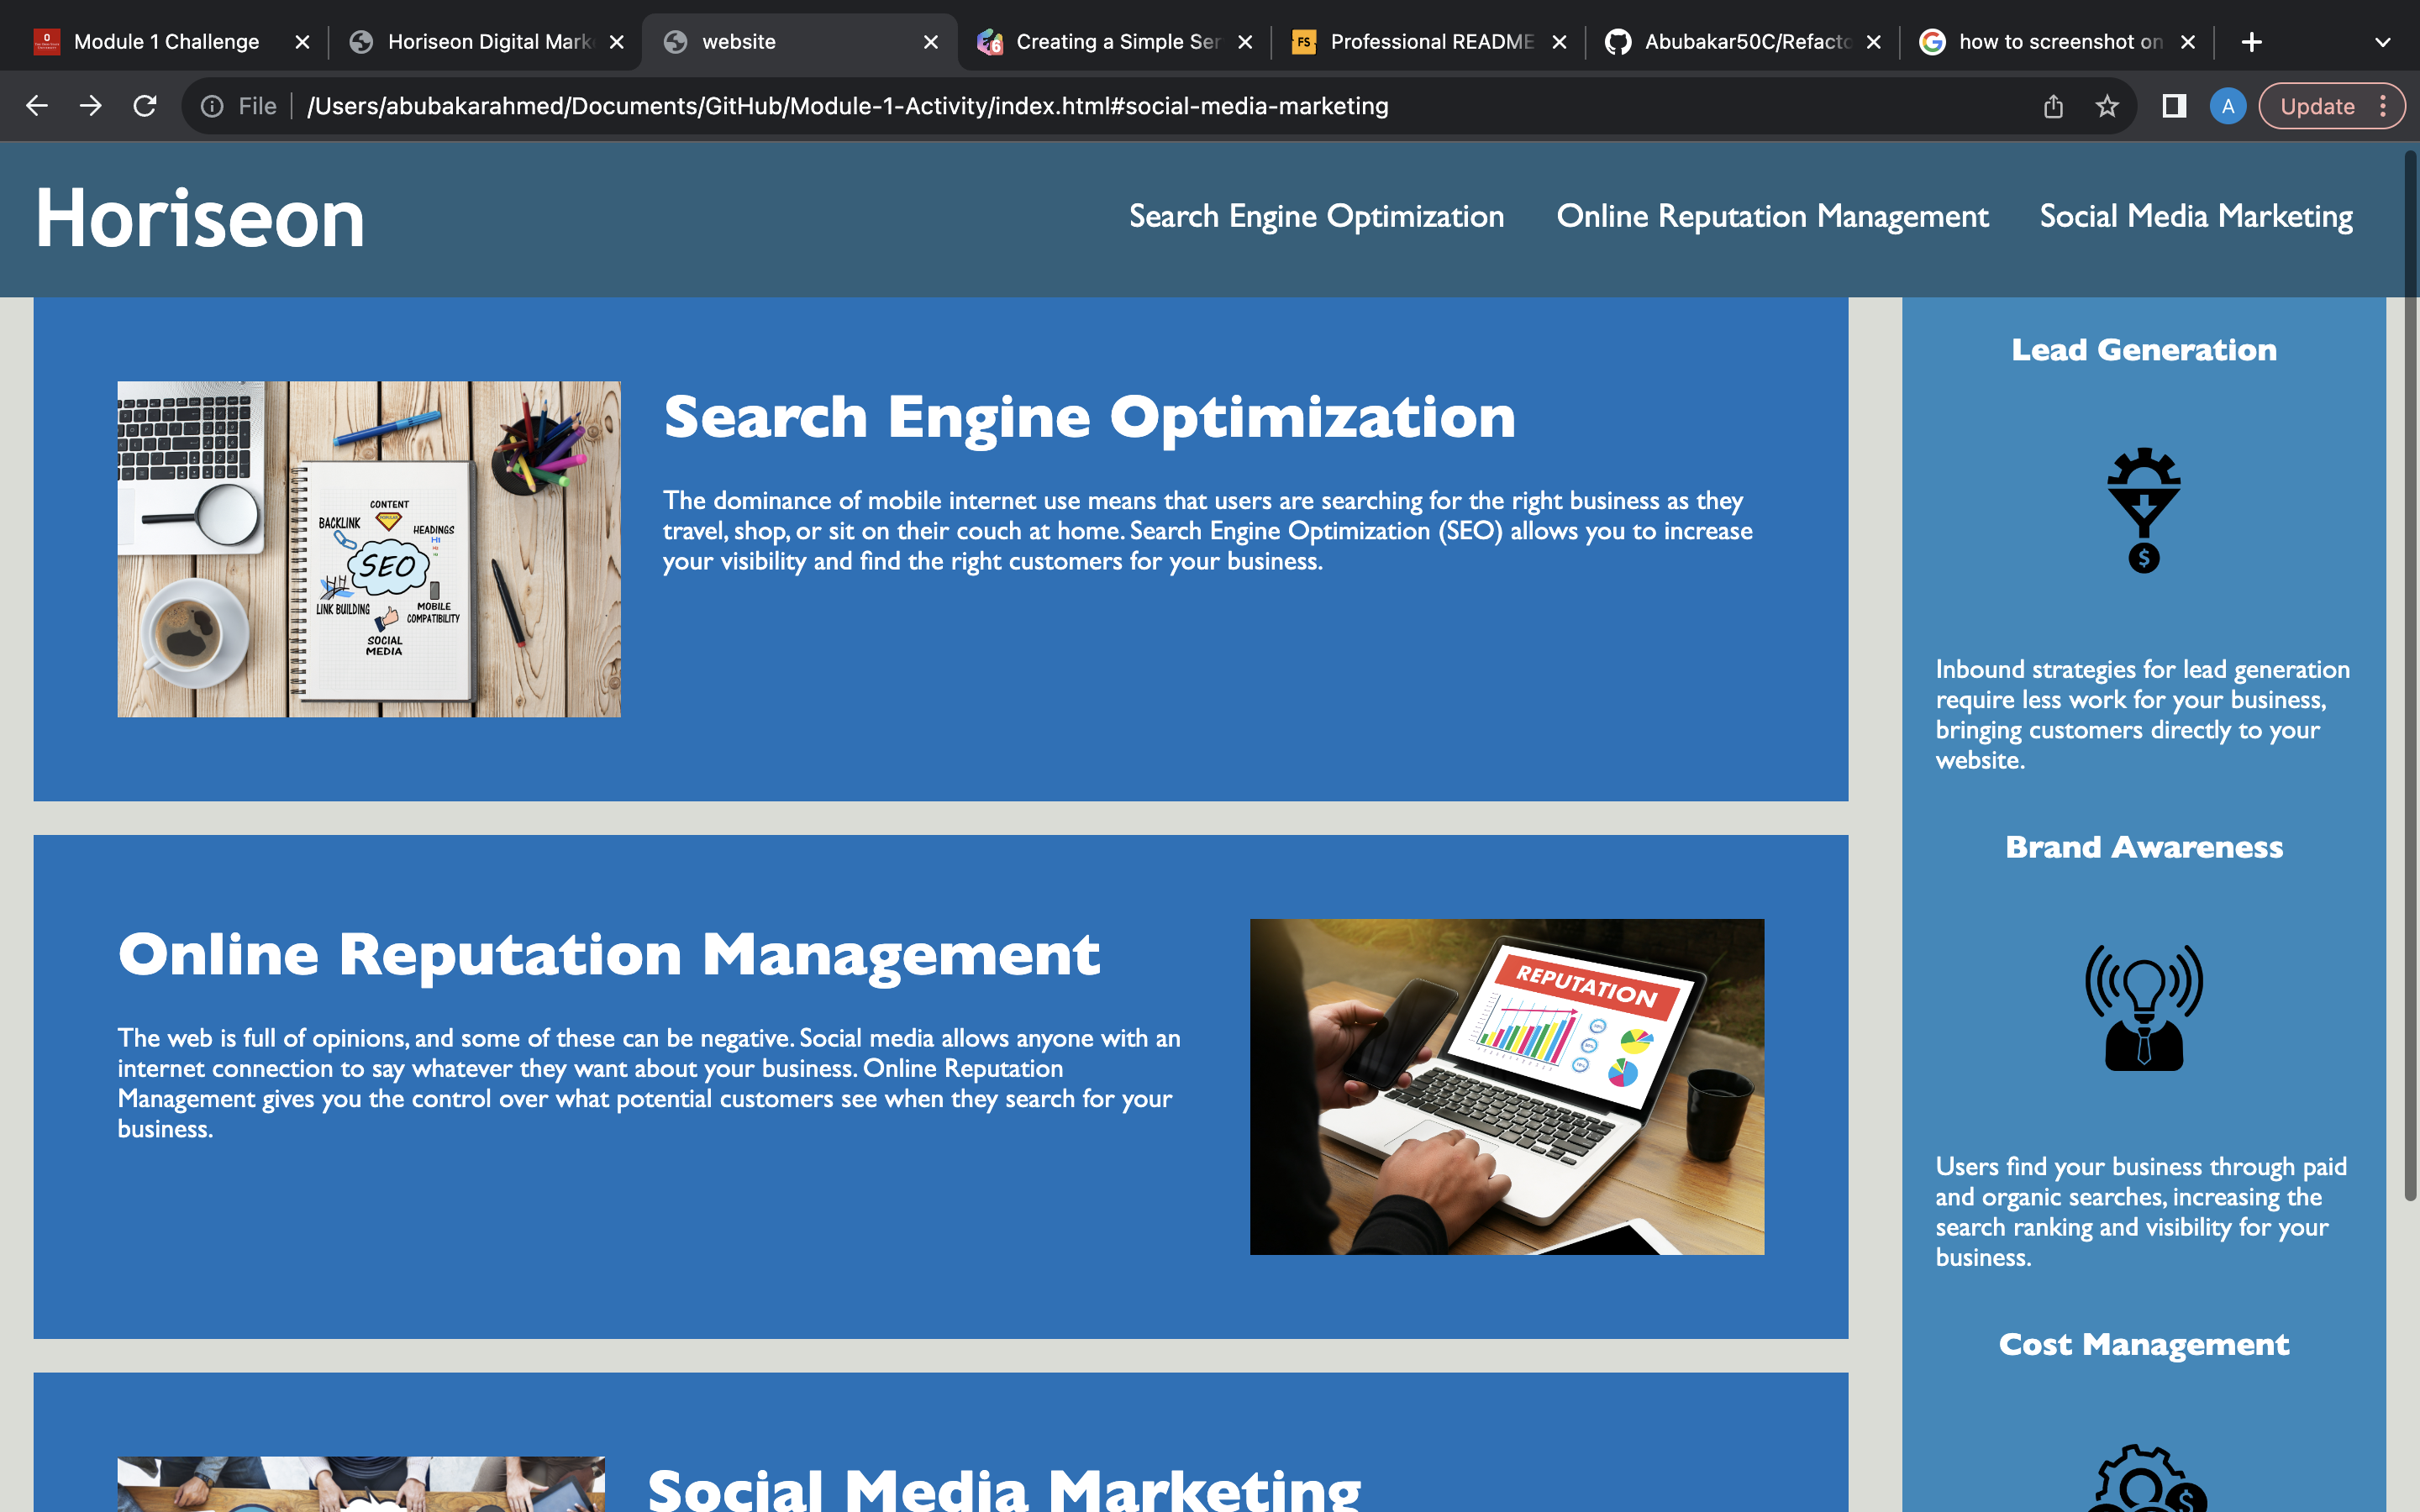 Module 1 Challenge
Horiseon Digital Mark
website
Creating a Simple Ser
Professional README
Abubakar50C/Refacto
how to screenshot on
File
/Users/abubakarahmed/Documents/GitHub/Module-1-Activity/index.html#social-media-marketing
A
Update
Horiseon
Search Engine Optimization
Online Reputation Management
Social Media Marketing
CONTENT
BACKLINK
HEADINGS
H1
SEO
LINK BUILDING
MOBILE
COMPATIBILITY
SOCIAL
MEDIA
Search Engine Optimization
The dominance of mobile internet use means that users are searching for the right business as they
travel, shop, or sit on their couch at home. Search Engine Optimization (SEO) allows you to increase
your visibility and find the right customers for your business.
Online Reputation Management
The web is full of opinions, and some of these can be negative. Social media allows anyone with an
internet connection to say whatever they want about your business. Online Reputation
Management gives you the control over what potential customers see when they search for your
business.
REPUTATION
Social Media Marketing
Lead Generation
$
Inbound strategies for lead generation
require less work for your business,
bringing customers directly to your
website.
Brand Awareness
Users find your business through paid
and organic searches, increasing the
search ranking and visibility for your
business.
Cost Management
$